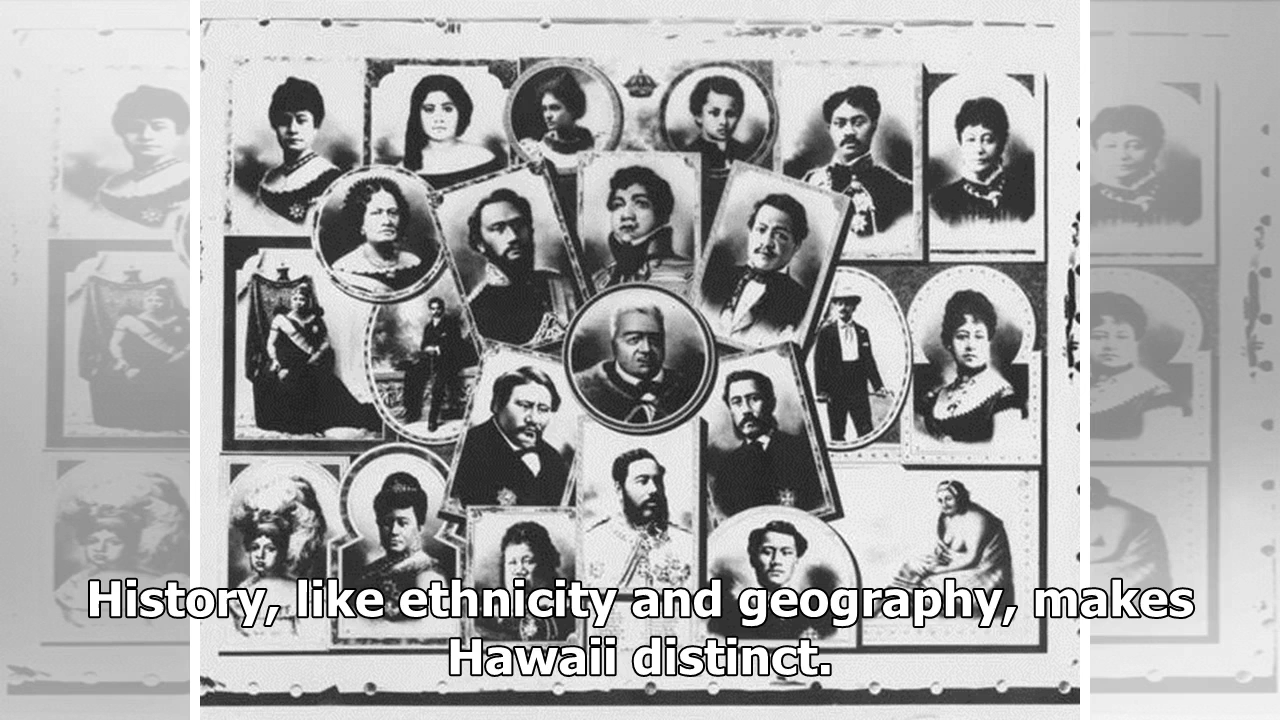 History, like ethnicity and geography, makes
Hawaii distinct.